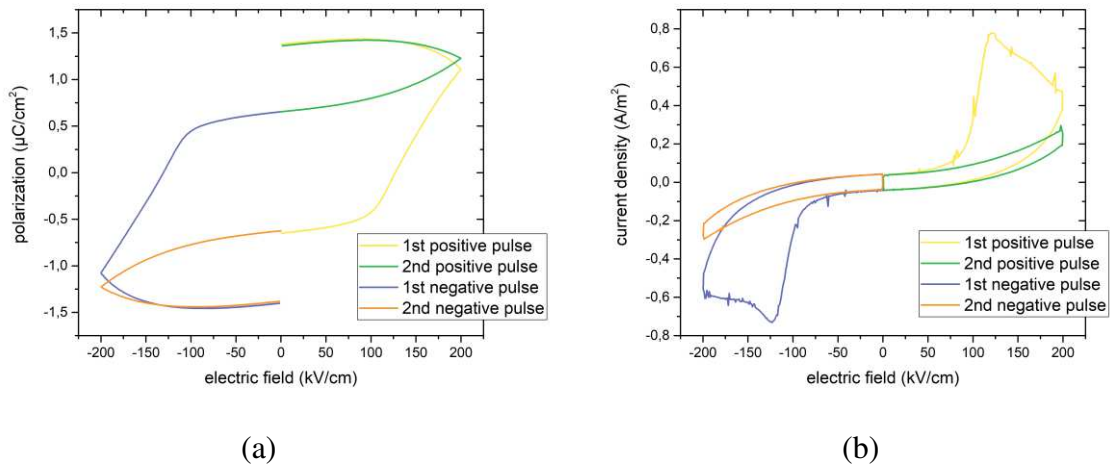 1,5
1,0
0,5
0,0
-0,5
-1,0
-1,5
polarization (µC/cm²)
-200 -150 -100 -50 0 50 100 150 200
electric field (kV/cm)
1st positive pulse
2nd positive pulse
1st negative pulse
2nd negative pulse
(a)
0,8
0,6
0,4
0,2
0,0
-0,2
-0,4
-0,6
-0,8
current density (A/m²)
-200 -150 -100 -50 0 50 100 150 200
electric field (kV/cm)
1st positive pulse
2nd positive pulse
1st negative pulse
2nd negative pulse
(b)